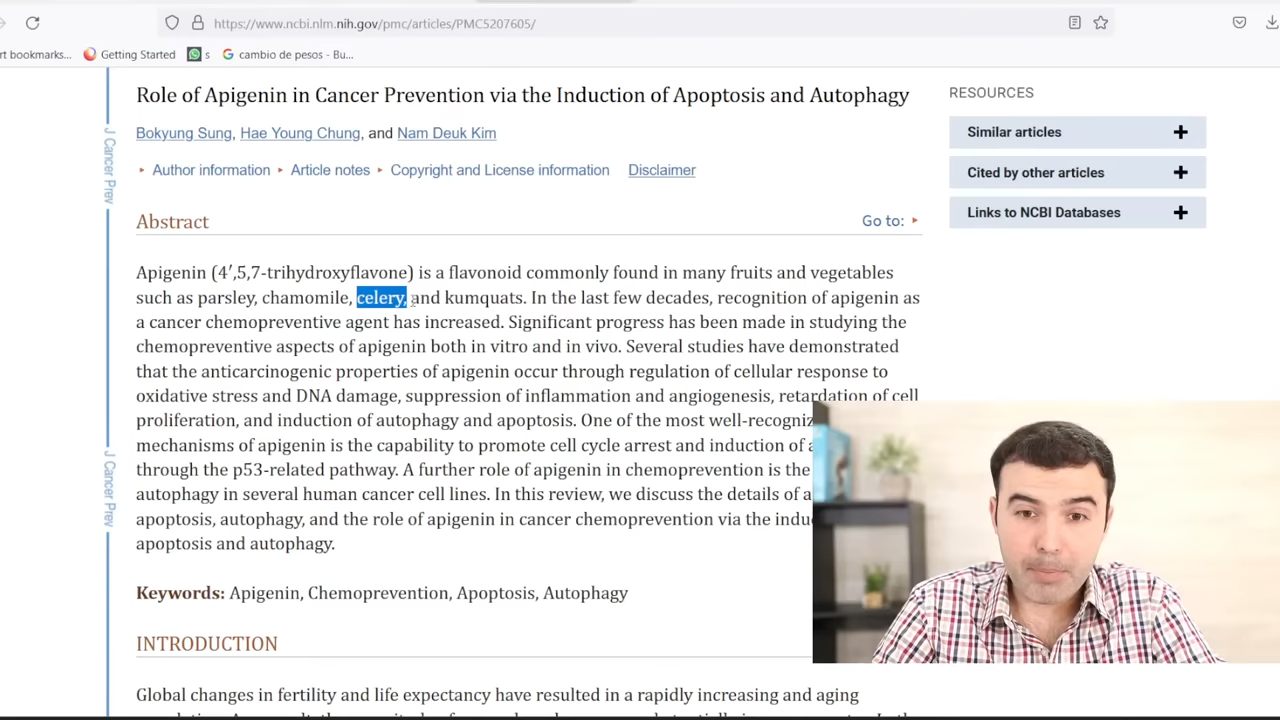 https://www.ncbi.nlm.nih.gov/pmc/articles/PMC5207605/
rt bookmarks... Getting Started s cambio de pesos - Bu...
Role of Apigenin in Cancer Prevention via the Induction of Apoptosis and Autophagy
Bokyung Sung, Hae Young Chung, and Nam Deuk Kim
Author information Article notes Copyright and License information Disclaimer
Abstract
Go to:
Apigenin (4′,5,7-trihydroxyflavone) is a flavonoid commonly found in many fruits and vegetables
such as parsley, chamomile, celery, and kumquats. In the last few decades, recognition of apigenin as
a cancer chemopreventive agent has increased. Significant progress has been made in studying the
chemopreventive aspects of apigenin both in vitro and in vivo. Several studies have demonstrated
that the anticarcinogenic properties of apigenin occur through regulation of cellular response to
oxidative stress and DNA damage, suppression of inflammation and angiogenesis, retardation of cell
proliferation, and induction of autophagy and apoptosis. One of the most well-recogniz
mechanisms of apigenin is the capability to promote cell cycle arrest and induction of a
through the p53-related pathway. A further role of apigenin in chemoprevention is the
autophagy in several human cancer cell lines. In this review, we discuss the details of a
apoptosis, autophagy, and the role of apigenin in cancer chemoprevention via the indu
apoptosis and autophagy.
Keywords: Apigenin, Chemoprevention, Apoptosis, Autophagy
INTRODUCTION
Global changes in fertility and life expectancy have resulted in a rapidly increasing and aging
J Cancer Prev
J Cancer Prev
RESOURCES
Similar articles
Cited by other articles
Links to NCBI Databases